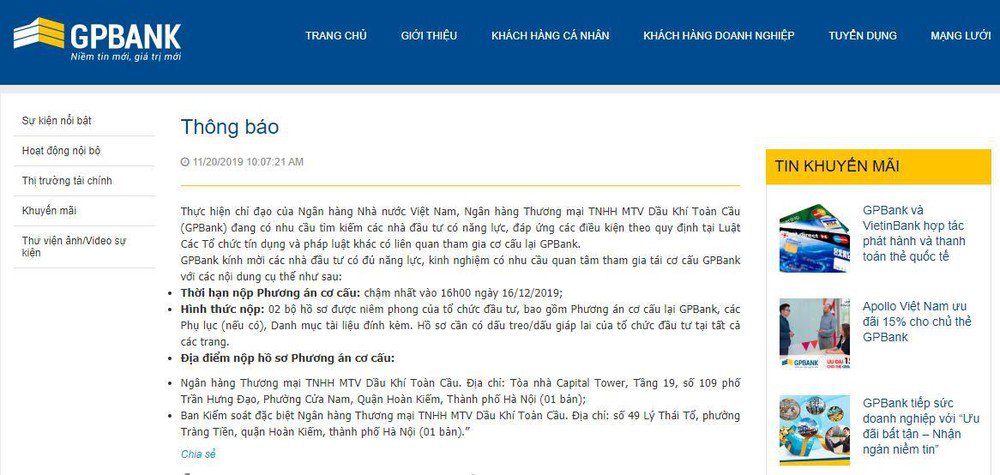 GPBANK
Niềm tin mới, giá trị mới
TRANG CHỦ
GIỚI THIỆU
KHÁCH HÀNG CÁ NHÂN
KHÁCH HÀNG DOANH NGHIỆP
TUYỂN DỤNG
MẠNG LƯỚI
Sự kiện nổi bật
Hoạt động nội bộ
Thị trường tài chính
Khuyến mãi
Thư viện ảnh/Video sự
kiện
Thông báo
11/20/2019 10:07:21 AM
Thực hiện chỉ đạo của Ngân hàng Nhà nước Việt Nam, Ngân hàng Thương mại TNHH MTV Dầu Khí Toàn Cầu
(GPBank) đang có nhu cầu tìm kiếm các nhà đầu tư có năng lực, đáp ứng các điều kiện theo quy định tại Luật
Các Tổ chức tín dụng và pháp luật khác có liên quan tham gia cơ cấu lại GPBank.
GPBank kính mời các nhà đầu tư có đủ năng lực, kinh nghiệm có nhu cầu quan tâm tham gia tái cơ cấu GPBank
với các nội dung cụ thể như sau:
• Thời hạn nộp Phương án cơ cấu: chậm nhất vào 16h00 ngày 16/12/2019;
• Hình thức nộp: 02 bộ hồ sơ được niêm phong của tổ chức đầu tư, bao gồm Phương án cơ cấu lại GPBank, các
Phụ lục (nếu có), Danh mục tài liệu đính kèm. Hồ sơ cần có dấu treo/dấu giáp lai của tổ chức đầu tư tại tất cả
các trang.
• Địa điểm nộp hồ sơ Phương án cơ cấu:
• Ngân hàng Thương mại TNHH MTV Dầu Khí Toàn Cầu. Địa chỉ: Tòa nhà Capital Tower, Tầng 19, số 109 phố
Trần Hưng Đạo, Phường Cửa Nam, Quận Hoàn Kiếm, Thành phố Hà Nội (01 bản);
• Ban Kiểm soát đặc biệt Ngân hàng Thương mại TNHH MTV Dầu Khí Toàn Cầu. Địa chỉ: số 49 Lý Thái Tổ, phường
Tràng Tiền, quận Hoàn Kiếm, thành phố Hà Nội (01 bản).”
Chia sẻ
TIN KHUYẾN MÃI
GPBank và
VietinBank hợp tác
phát hành và thanh
toán thẻ quốc tế
Apollo Việt Nam ưu
đãi 15% cho chủ thẻ
GPBank
GPBank tiếp sức
doanh nghiệp với “Ưu
đãi bất tận – Nhận
ngàn niềm tin”